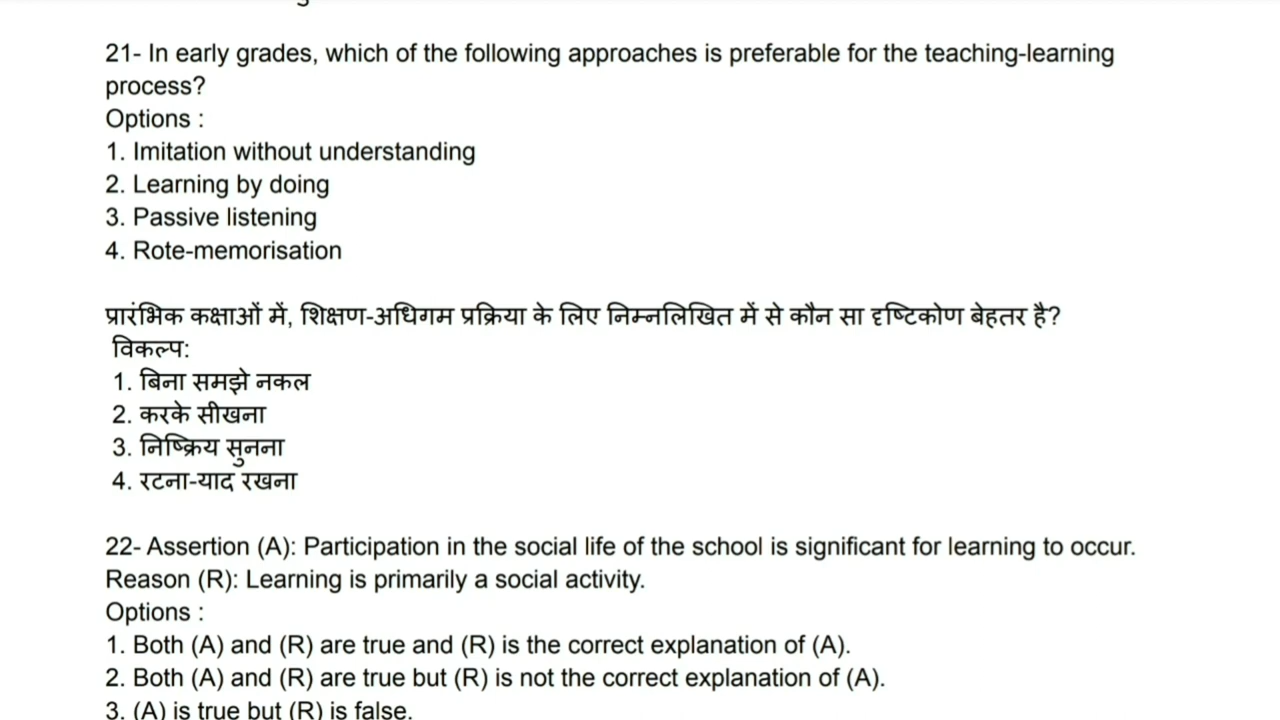 21- In early grades, which of the following approaches is preferable for the teaching-learning
process?
Options :
1. Imitation without understanding
2. Learning by doing
3. Passive listening
4. Rote-memorisation
प्रारंभिक कक्षाओं में, शिक्षण-अधिगम प्रक्रिया के लिए निम्नलिखित में से कौन सा दृष्टिकोण बेहतर है?
विकल्प:
1. बिना समझे नकल
2. करके सीखना
3. निष्क्रिय सुनना
4. रटना-याद रखना
22- Assertion (A): Participation in the social life of the school is significant for learning to occur.
Reason (R): Learning is primarily a social activity.
Options :
1. Both (A) and (R) are true and (R) is the correct explanation of (A).
2. Both (A) and (R) are true but (R) is not the correct explanation of (A).
3. (A) is true but (R) is false.